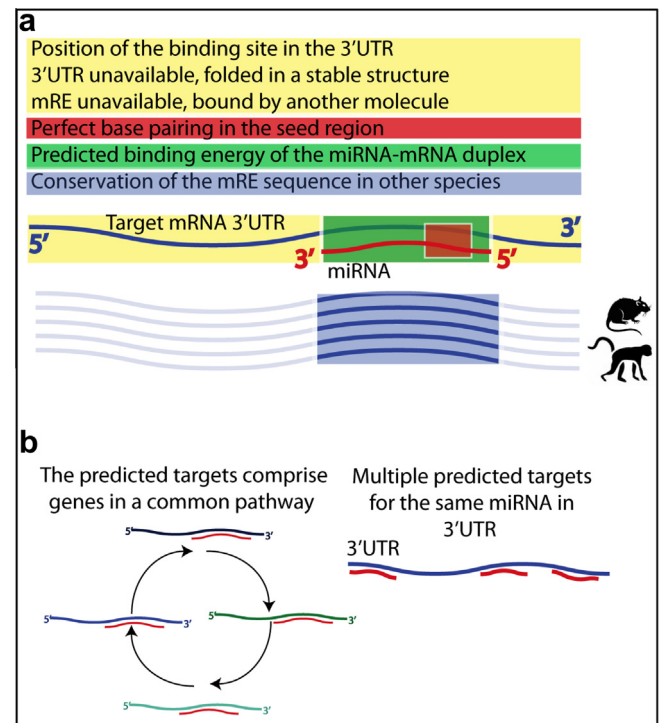 a
Position of the binding site in the 3’UTR
3’UTR unavailable, folded in a stable structure
mRE unavailable, bound by another molecule
Perfect base pairing in the seed region
Predicted binding energy of the miRNA-mRNA duplex
Conservation of the mRE sequence in other species
Target mRNA 3’UTR
5’
3’
3’
5’
miRNA
b
The predicted targets comprise
genes in a common pathway
5’
3’
5’
3’
5’
3’
5’
3’
Multiple predicted targets
for the same miRNA in
3’UTR
3’UTR